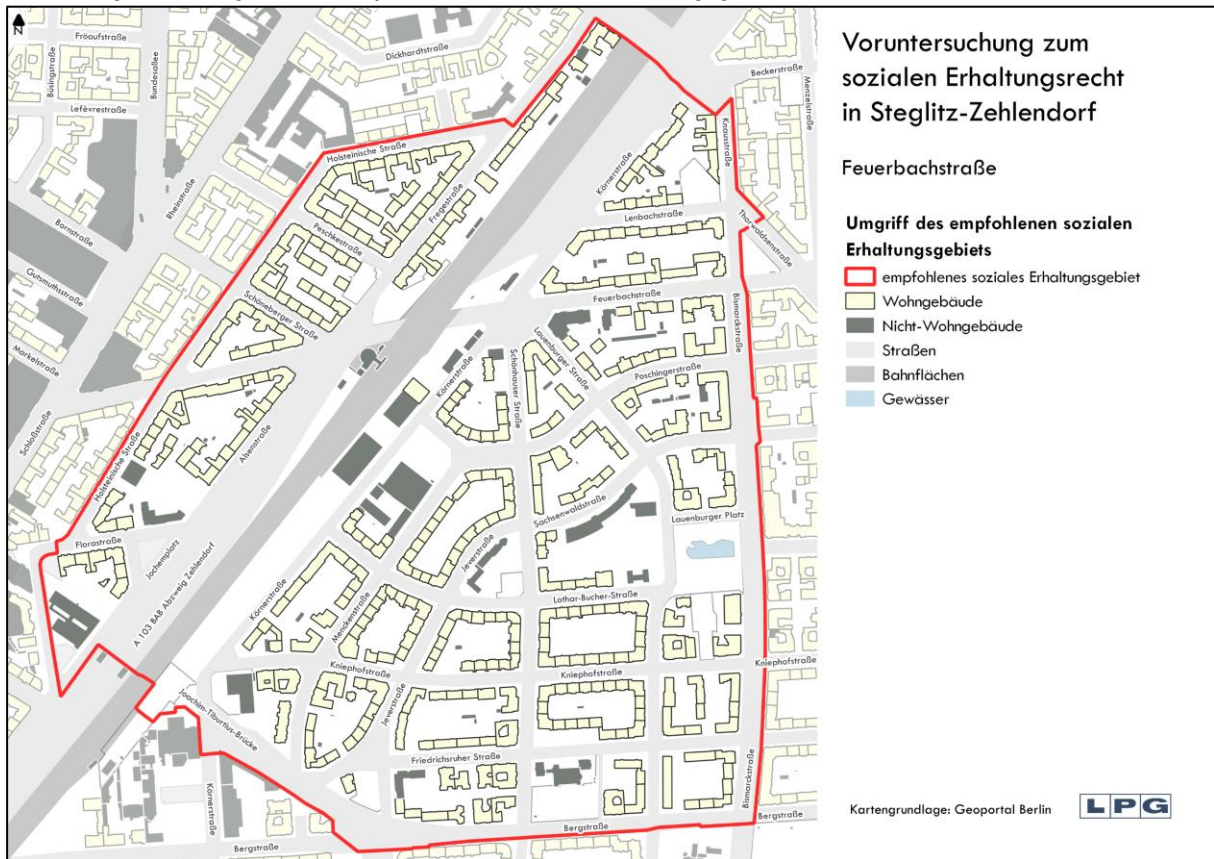 N
Voruntersuchung zum
sozialen Erhaltungsrecht
in Steglitz-Zehlendorf
Feuerbachstraße
Umgriff des empfohlenen sozialen
Erhaltungsgebiets
empfohlenes soziales Erhaltungsgebiet
Wohngebäude
Nicht-Wohngebäude
Straßen
Bahnflächen
Gewässer
Kartengrundlage: Geoportal Berlin
LPG
Fröaufstraße
Büsingstraße
Bundesallee
Dickhardtstraße
Lefèvrestraße
Beckerstraße
Menzelstraße
Knausstraße
Holsteinische Straße
Rheinstraße
Körnerstraße
Fregestraße
Peschkestraße
Lenbachstraße
Thorwaldsenstraße
Bornstraße
Gutsmuthsstraße
Schöneberger Straße
Feuerbachstraße
Bismarckstraße
Markelstraße
Lauenburger Straße
Schönhauser Straße
Körnerstraße
Poschingerstraße
Schloßstraße
Holsteinische Straße
Alsenstraße
Sachsenwaldstraße
Lauenburger Platz
Florastraße
Jochemplatz
Jeverstraße
A 103 BAB Abzweig Zehlendorf
Körnerstraße
Lothar-Bucher-Straße
Menckenstraße
Kniephofstraße
Kniephofstraße
Kniephofstraße
Joachim-Tiburtius-Brücke
Jeverstraße
Friedrichsruher Straße
Körnerstraße
Bismarckstraße
Bergstraße
Bergstraße
Bergstraße